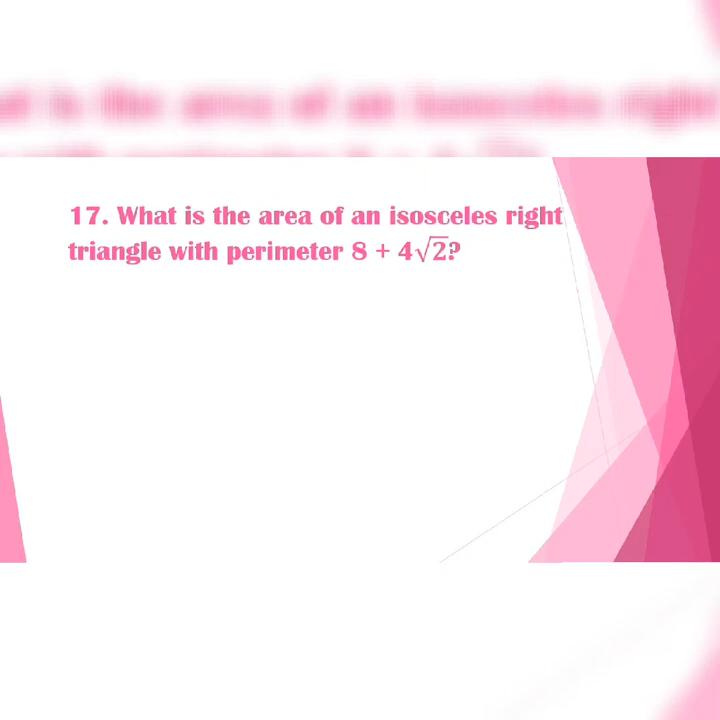 17. What is the area of an isosceles right
triangle with perimeter 8 + 4√2?